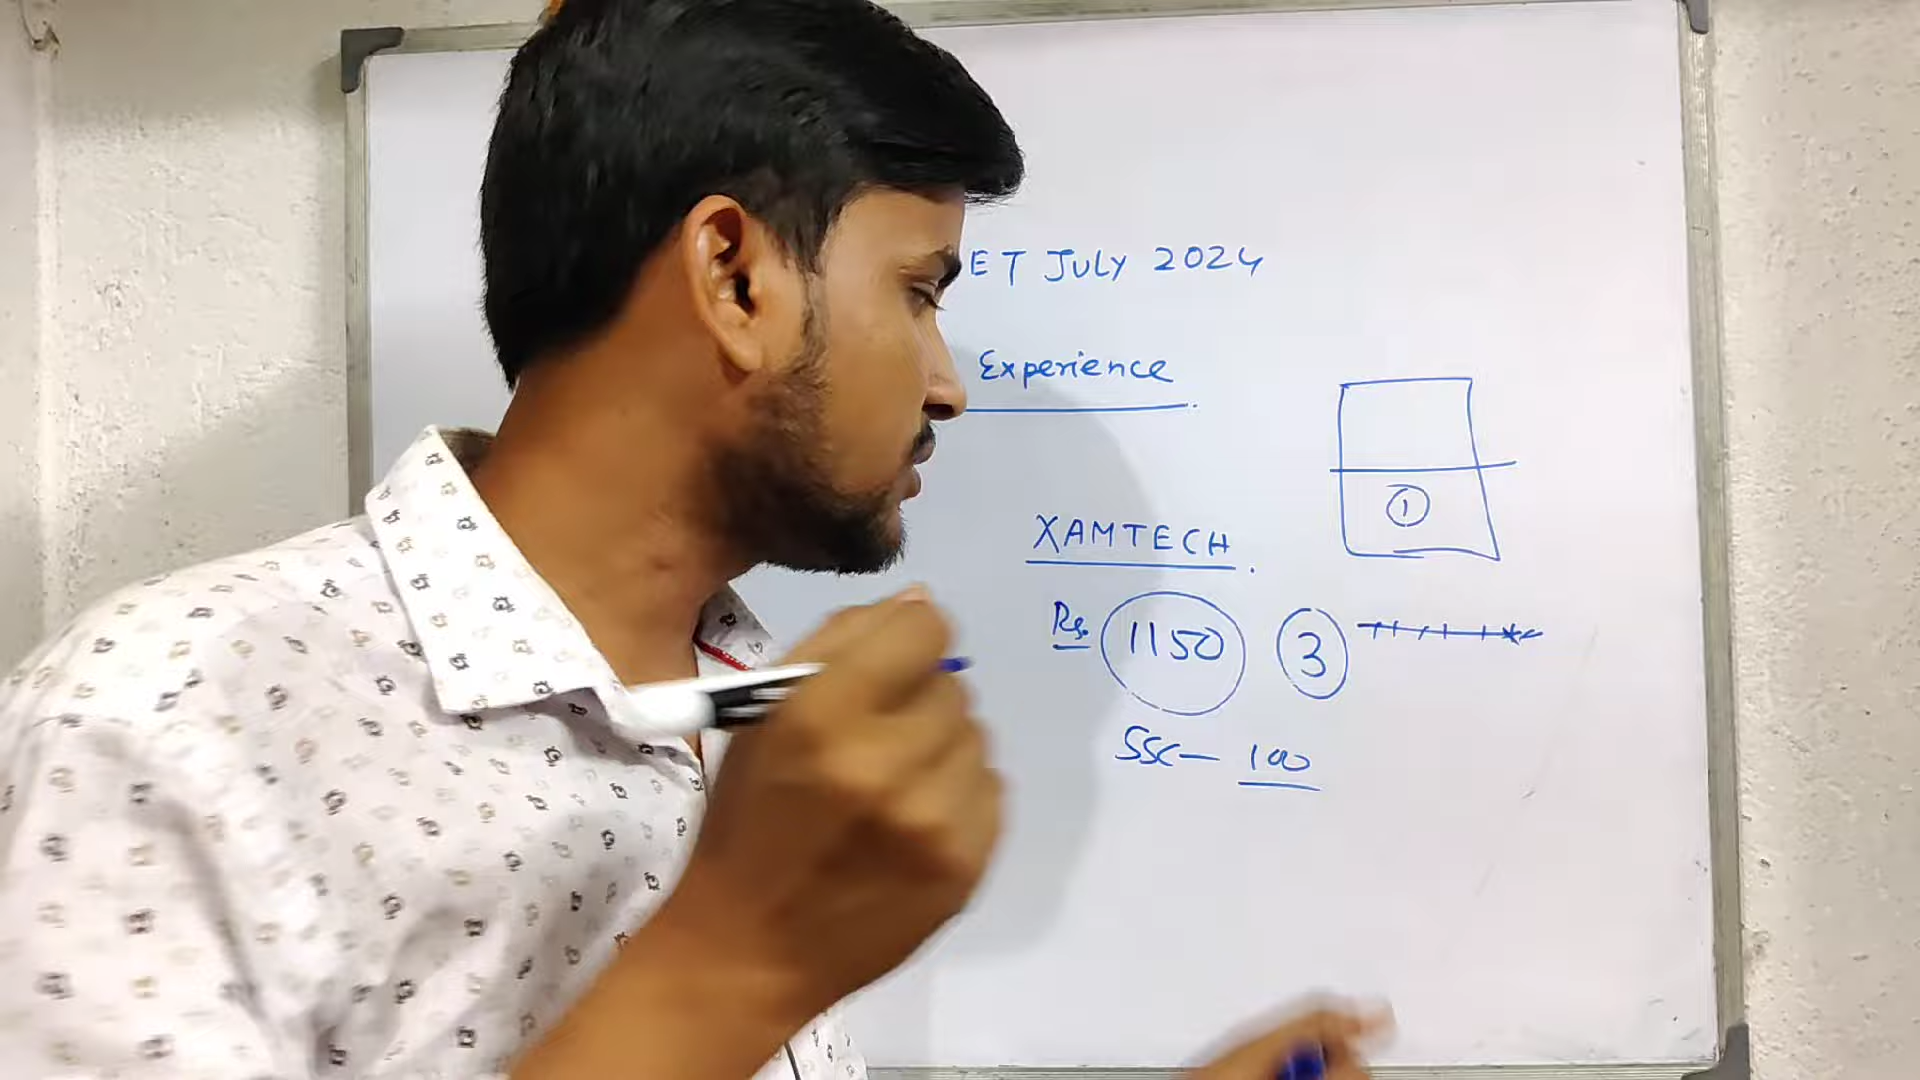 ET JULY 2024
Experience
①
XAMTECH
Rs. 1150 3
SSC - 100